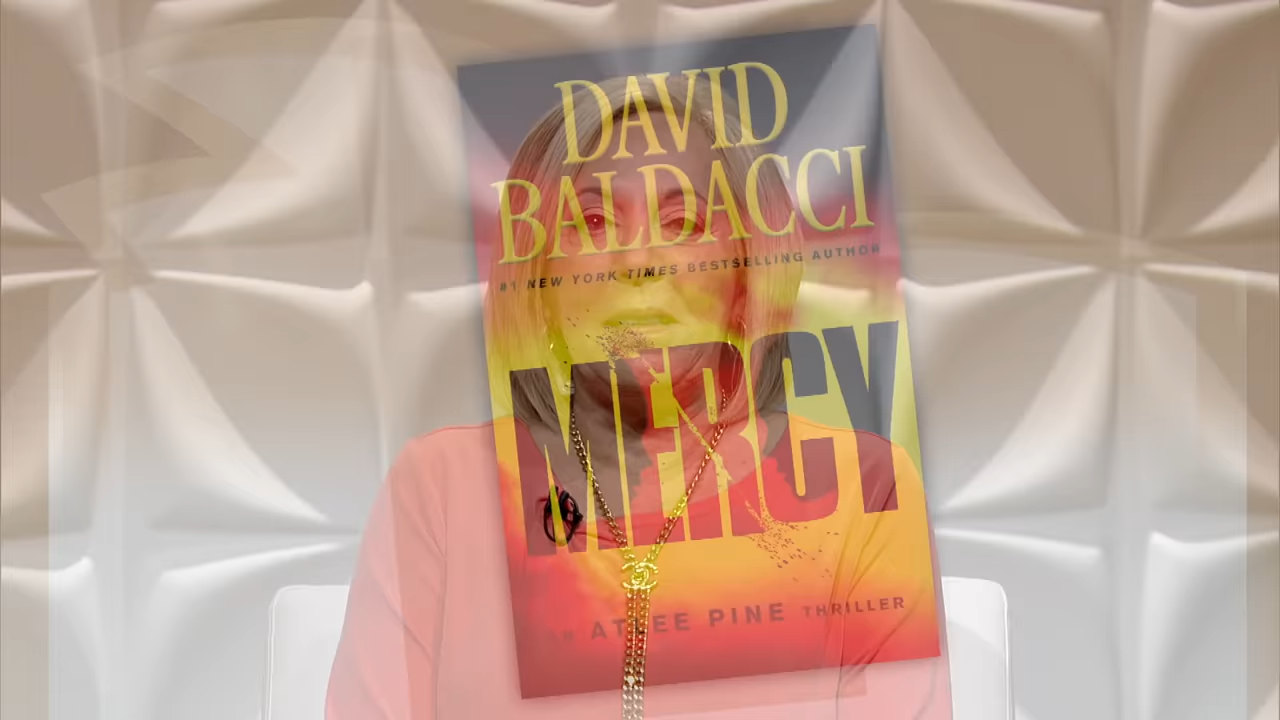 DAVID
BALDACCI
#1 NEW YORK TIMES BESTSELLING AUTHOR
MERCY
AN ATLEE PINE THRILLER